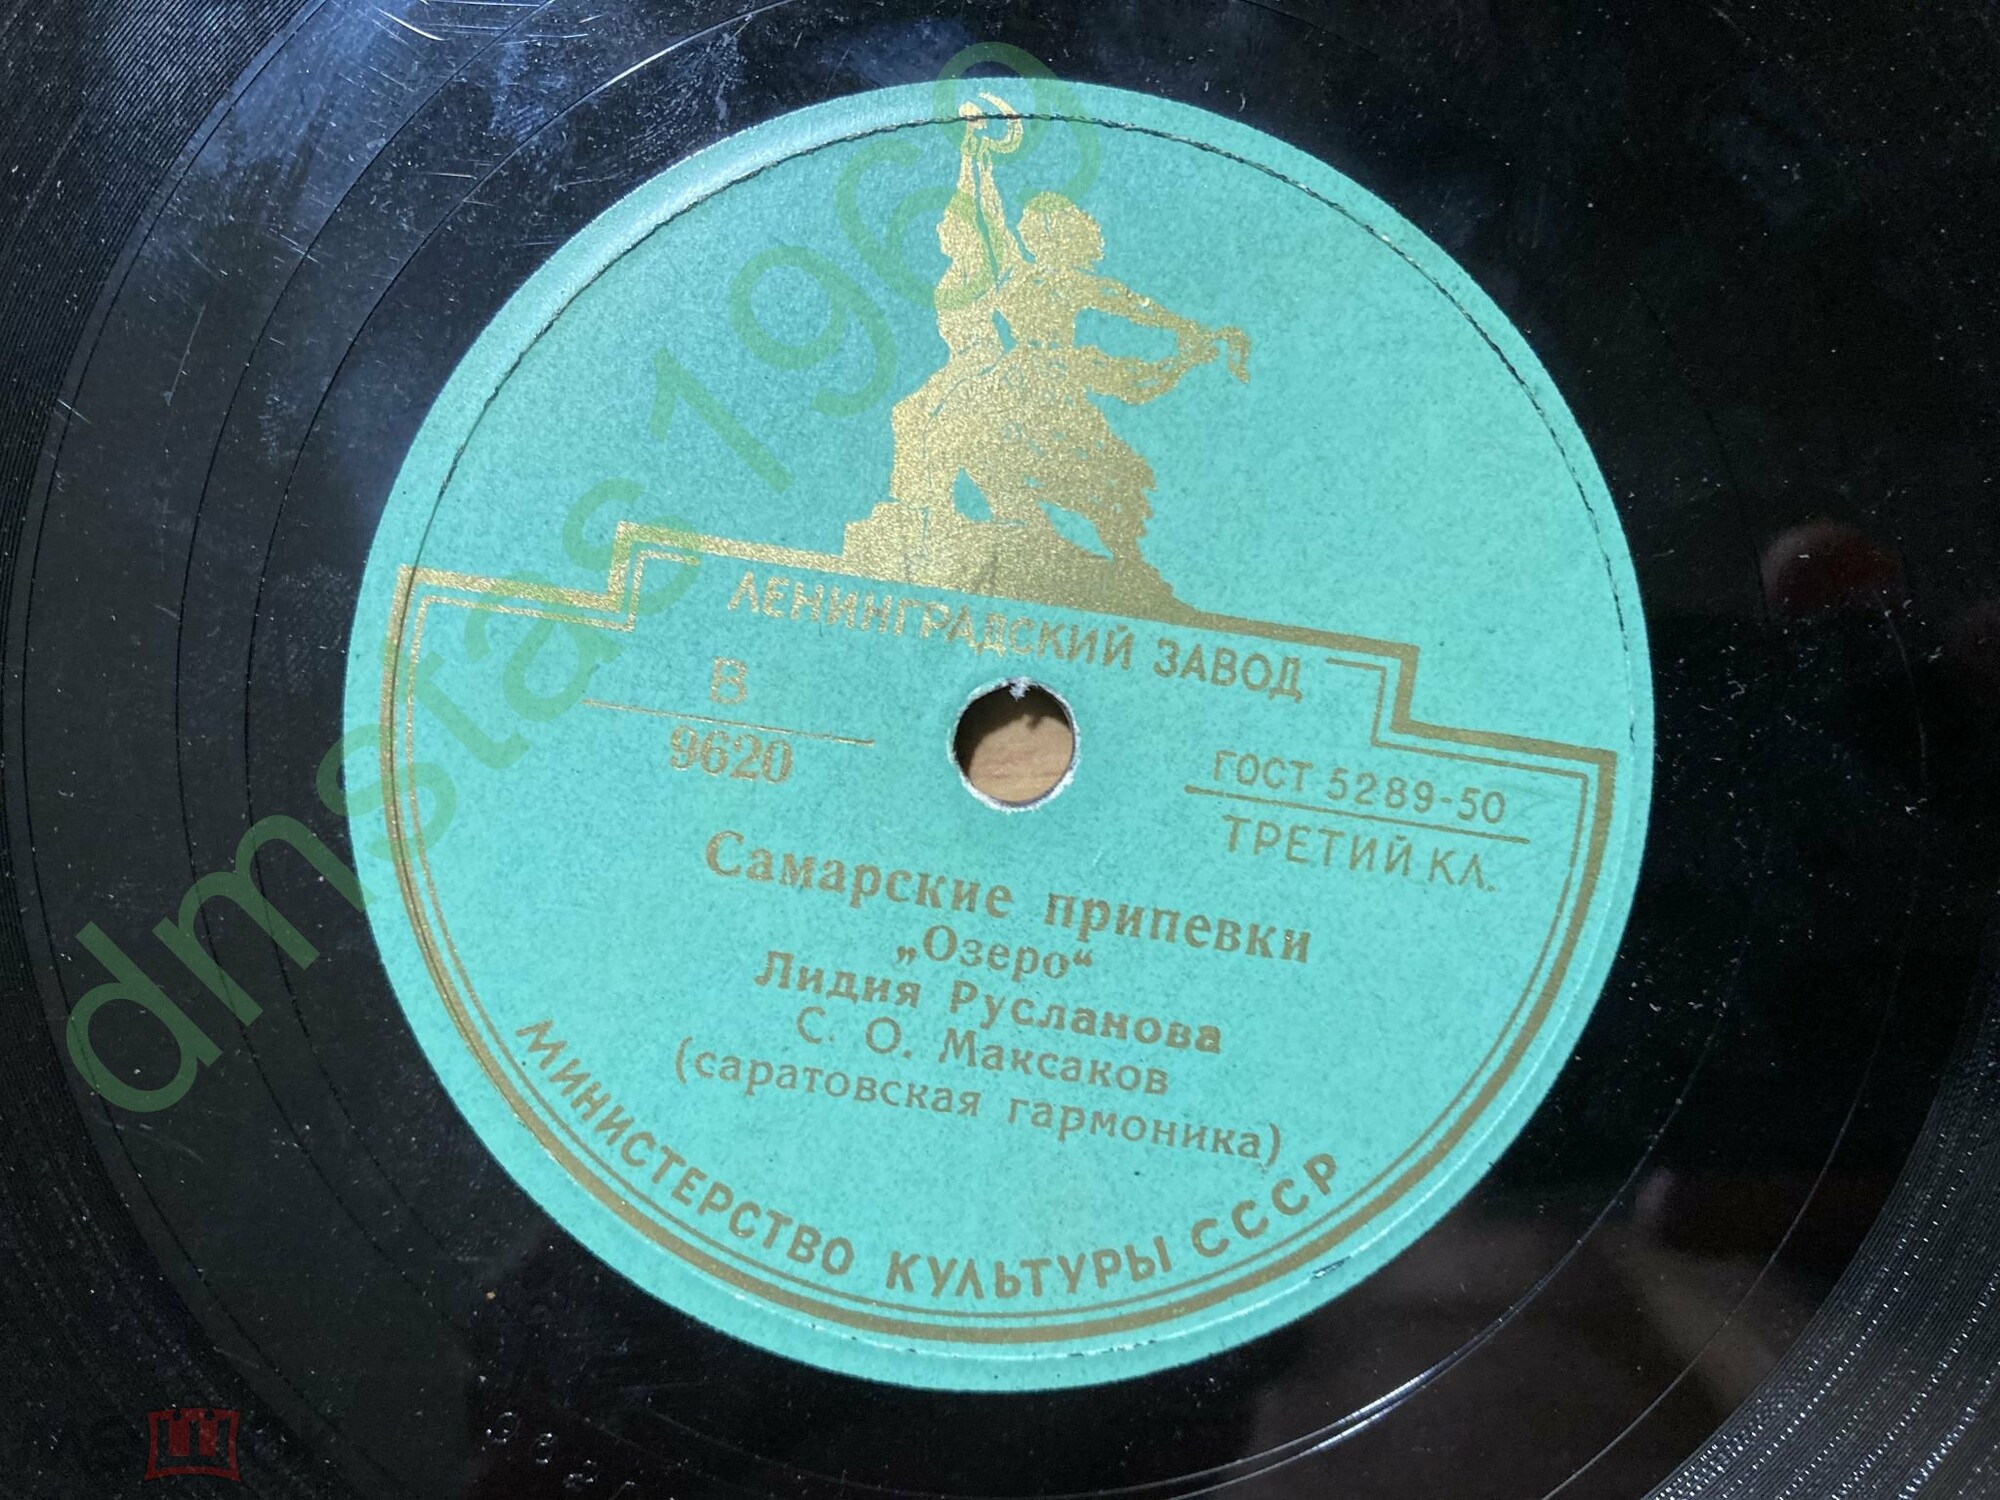 ЛЕНИНГРАДСКИЙ ЗАВОД
В
9620
ГОСТ 5289-50
ТРЕТИЙ КЛ.
Самарские припевки
„Озеро“
Лидия Русланова
С. О. Максаков
(саратовская гармоника)
МИНИСТЕРСТВО КУЛЬТУРЫ СССР
dmstas1969